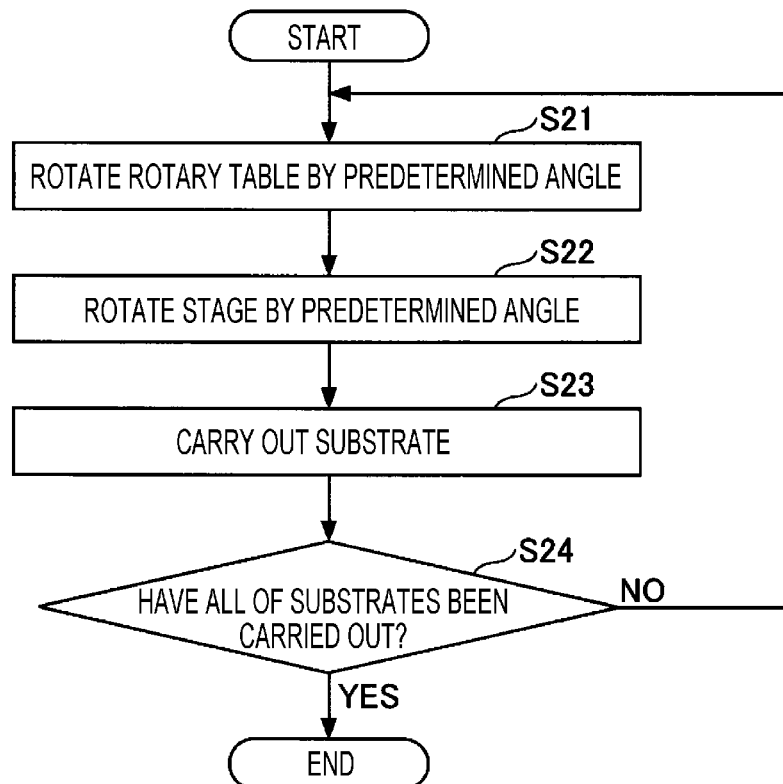 START
S21
ROTATE ROTARY TABLE BY PREDETERMINED ANGLE
S22
ROTATE STAGE BY PREDETERMINED ANGLE
S23
CARRY OUT SUBSTRATE
S24
HAVE ALL OF SUBSTRATES BEEN
CARRIED OUT?
NO
YES
END